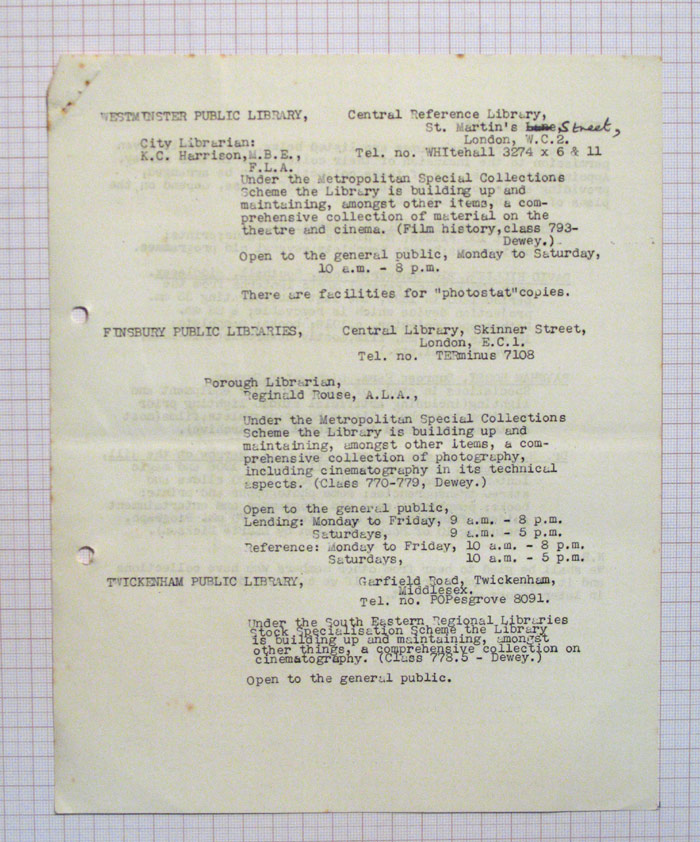 WESTMINSTER PUBLIC LIBRARY, Central Reference Library,
St. Martin's Lane, Street,
London, W.C.2.
City Librarian: Tel. no. WHItehall 3274 x 6 & 11
K.C. Harrison, M.B.E.,
F.L.A.
Under the Metropolitan Special Collections
Scheme the Library is building up and
maintaining, amongst other items, a com-
prehensive collection of material on the
theatre and cinema. (Film history, class 793-
Dewey.)
Open to the general public, Monday to Saturday,
10 a.m. - 8 p.m.
There are facilities for "photostat"copies.
FINSBURY PUBLIC LIBRARIES, Central Library, Skinner Street,
London, E.C.1.
Tel. no. TERminus 7108
Borough Librarian,
Reginald Rouse, A.L.A.,
Under the Metropolitan Special Collections
Scheme the Library is building up and
maintaining, amongst other items, a com-
prehensive collection of photography,
including cinematography in its technical
aspects. (Class 770-779, Dewey.)
Open to the general public,
Lending: Monday to Friday, 9 a.m. - 8 p.m.
Saturdays, 9 a.m. - 5 p.m.
Reference: Monday to Friday, 10 a.m. - 8 p.m.
Saturdays, 10 a.m. - 5 p.m.
TWICKENHAM PUBLIC LIBRARY, Garfield Road, Twickenham,
Middlesex.
Tel. no. POPesgrove 8091.
Under the South Eastern Regional Libraries
Stock Specialisation Scheme the Library
is building up and maintaining, amongst
other things, a comprehensive collection on
cinematography. (Class 778.5 - Dewey.)
Open to the general public.